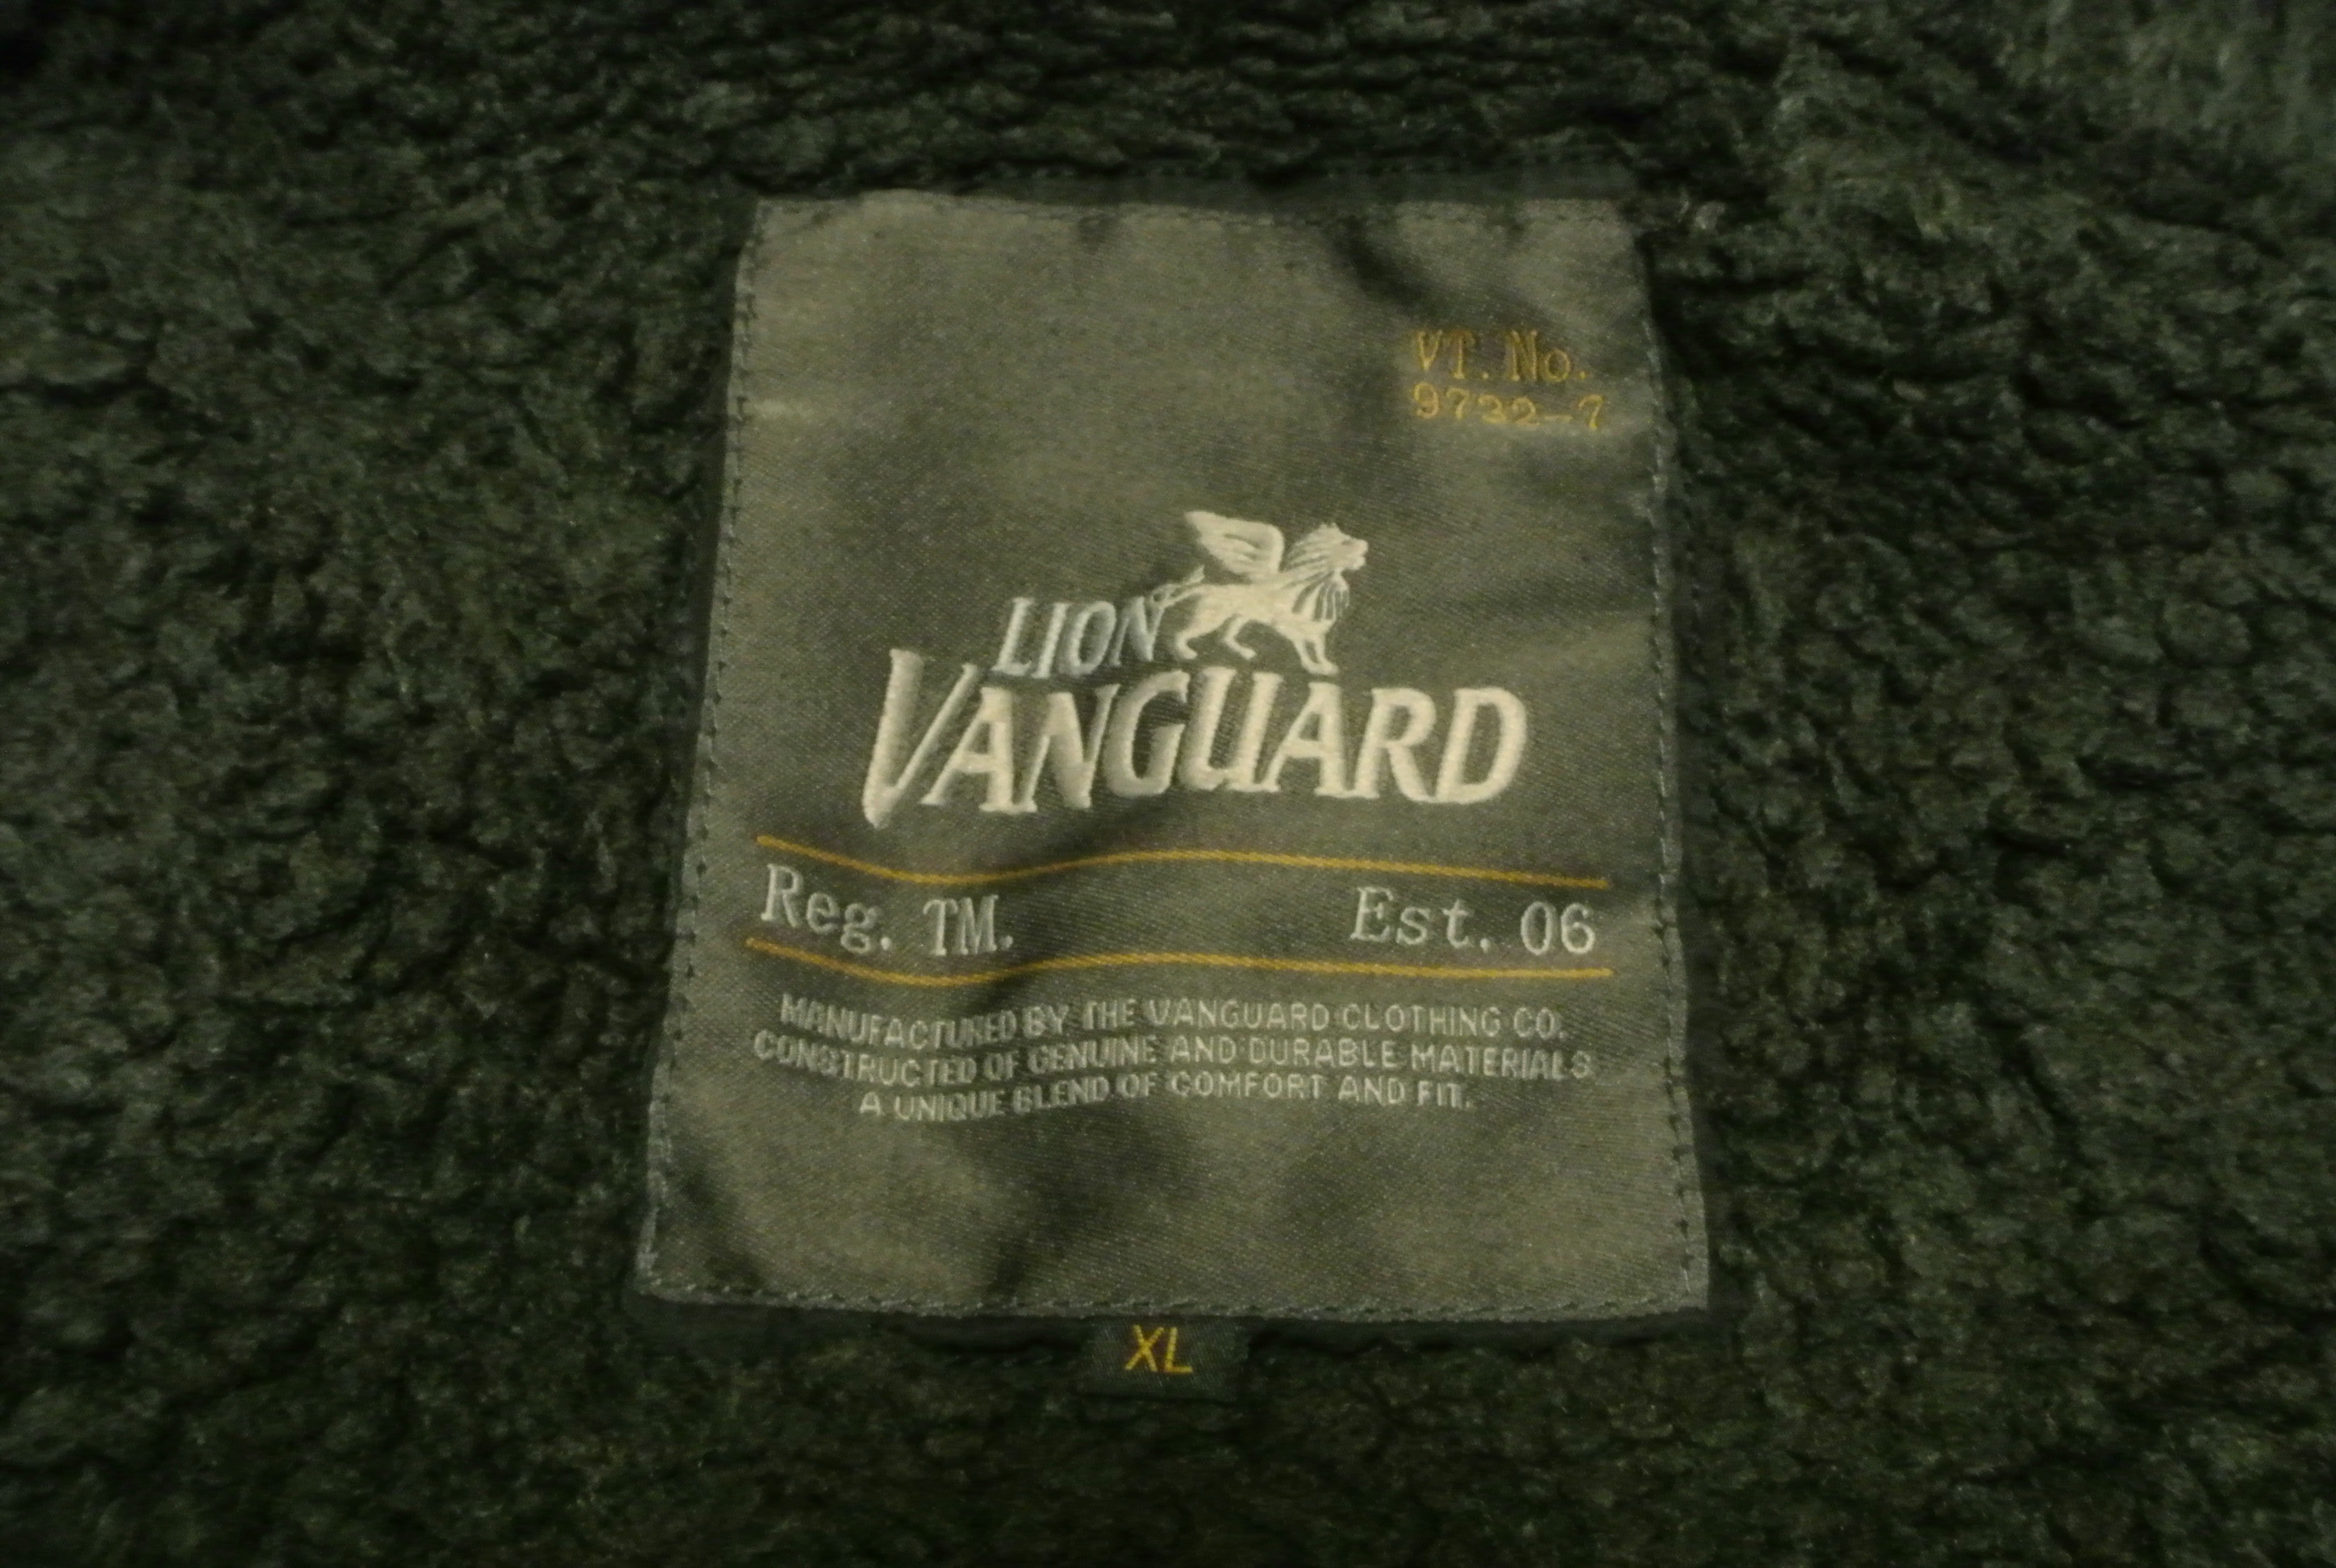 VT. No.
9732-7
LION
VANGUARD
Reg. TM. Est. 06
MANUFACTURED BY THE VANGUARD CLOTHING CO.
CONSTRUCTED OF GENUINE AND DURABLE MATERIALS
A UNIQUE BLEND OF COMFORT AND FIT.
XL